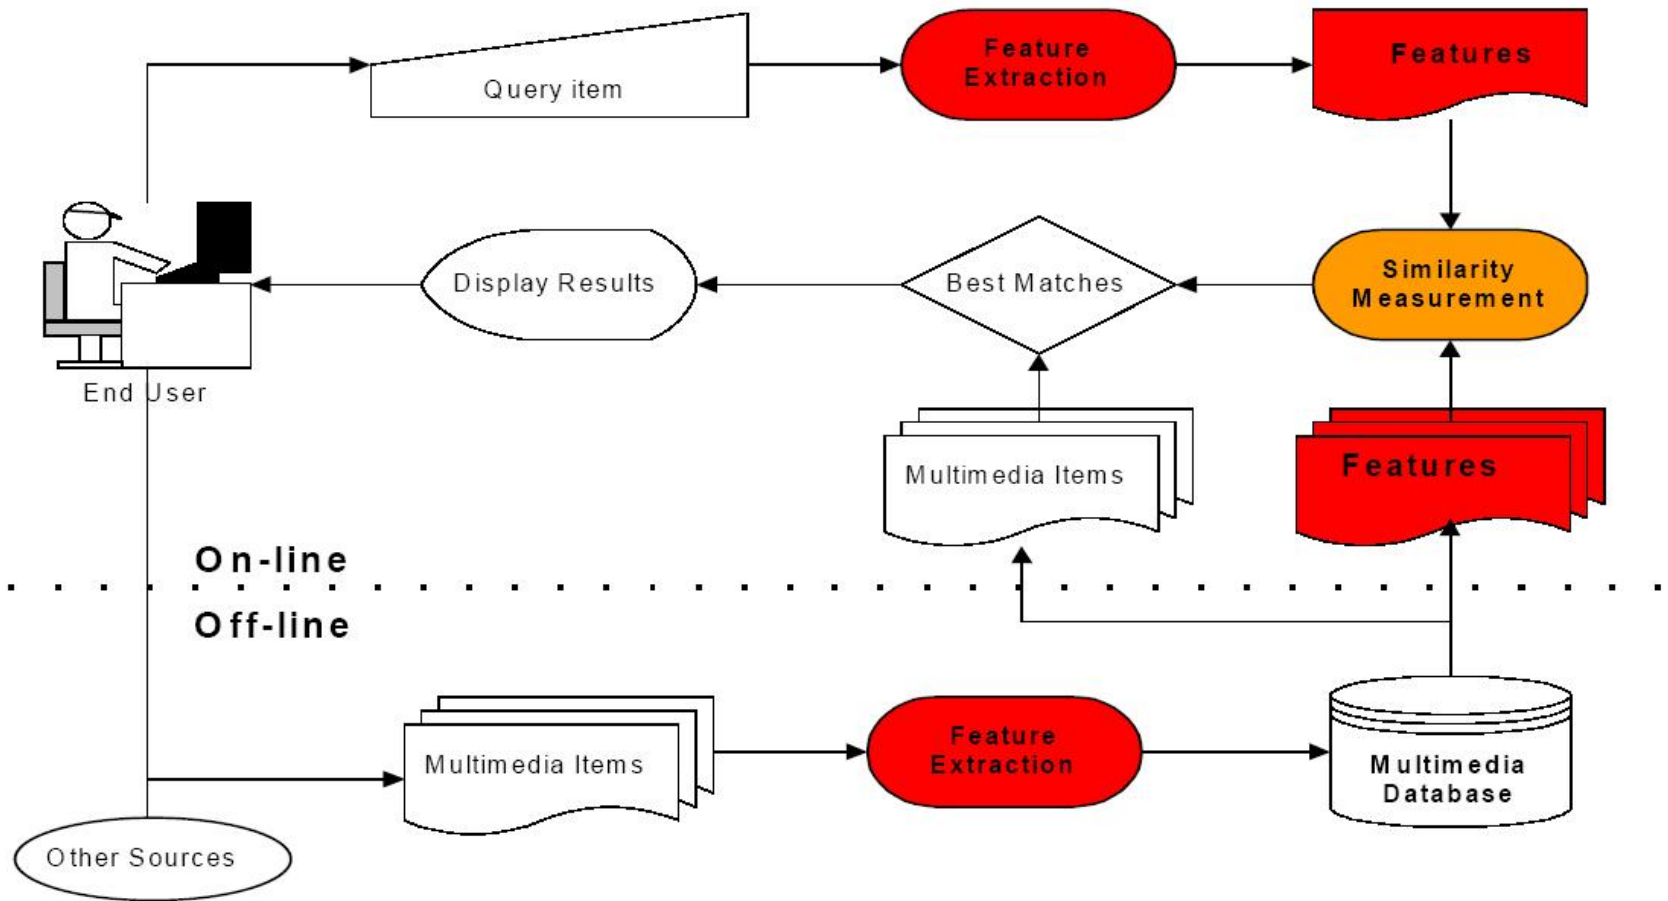 Query item
Feature
Extraction
Features
End User
Display Results
Best Matches
Similarity
Measurement
Multimedia Items
Features
On-line
Off-line
Multimedia Items
Feature
Extraction
Multimedia
Database
Other Sources